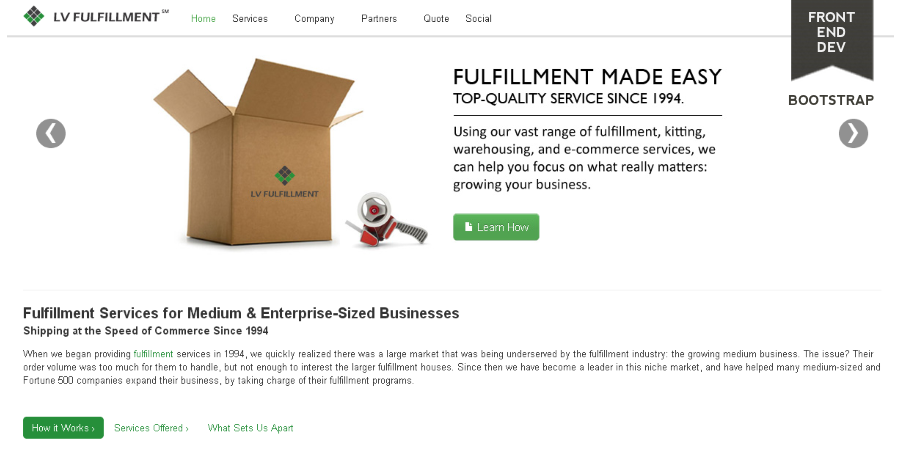 LV FULFILLMENT℠
Home Services Company Partners Quote Social
FRONT
END
DEV
BOOTSTRAP
FULFILLMENT MADE EASY
TOP-QUALITY SERVICE SINCE 1994.
Using our vast range of fulfillment, kitting,
warehousing, and e-commerce services, we
can help you focus on what really matters:
growing your business.
LV FULFILLMENT
Learn How
Fulfillment Services for Medium & Enterprise-Sized Businesses
Shipping at the Speed of Commerce Since 1994
When we began providing fulfillment services in 1994, we quickly realized there was a large market that was being underserved by the fulfillment industry: the growing medium business. The issue? Their
order volume was too much for them to handle, but not enough to interest the larger fulfillment houses. Since then we have become a leader in this niche market, and have helped many medium-sized and
Fortune 500 companies expand their business, by taking charge of their fulfillment programs.
How it Works › Services Offered › What Sets Us Apart